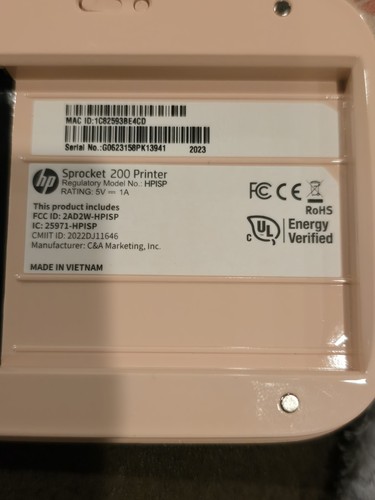 MAC ID:1C82593BE4CD
Serial No.:G0623158PK13941 2023
hp Sprocket 200 Printer
Regulatory Model No.: HPISP
RATING: 5V ⎓ 1A
This product includes
FCC ID: 2AD2W-HPISP
IC: 25971-HPISP
CMIIT ID: 2022DJ11646
Manufacturer: C&A Marketing, Inc.
MADE IN VIETNAM
FC CE
RoHS
c UL Energy
Verified